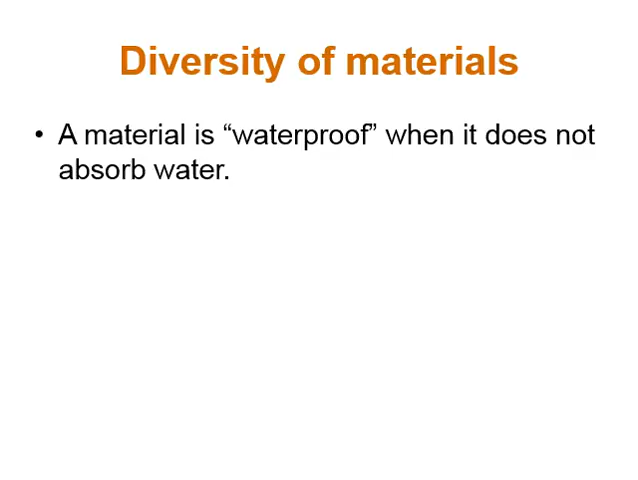 Diversity of materials
• A material is “waterproof” when it does not
absorb water.